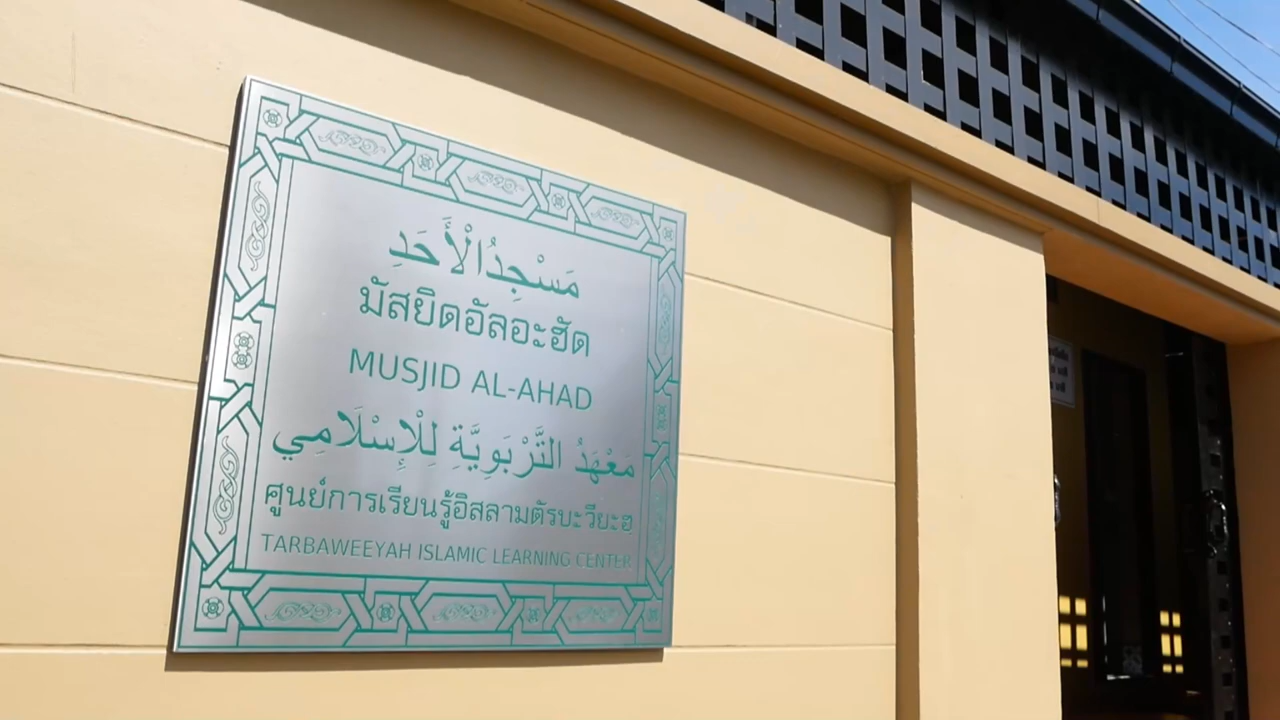 مَسْجِدُ الْأَحَدِ
มัสยิดอัลอะฮัด
MUSJID AL-AHAD
مَعْهَدُ التَّرْبَوِيَّةِ لِلْإِسْلَامِي
ศูนย์การเรียนรู้อิสลามตัรบะวียะฮ
TARBAWEEYAH ISLAMIC LEARNING CENTER